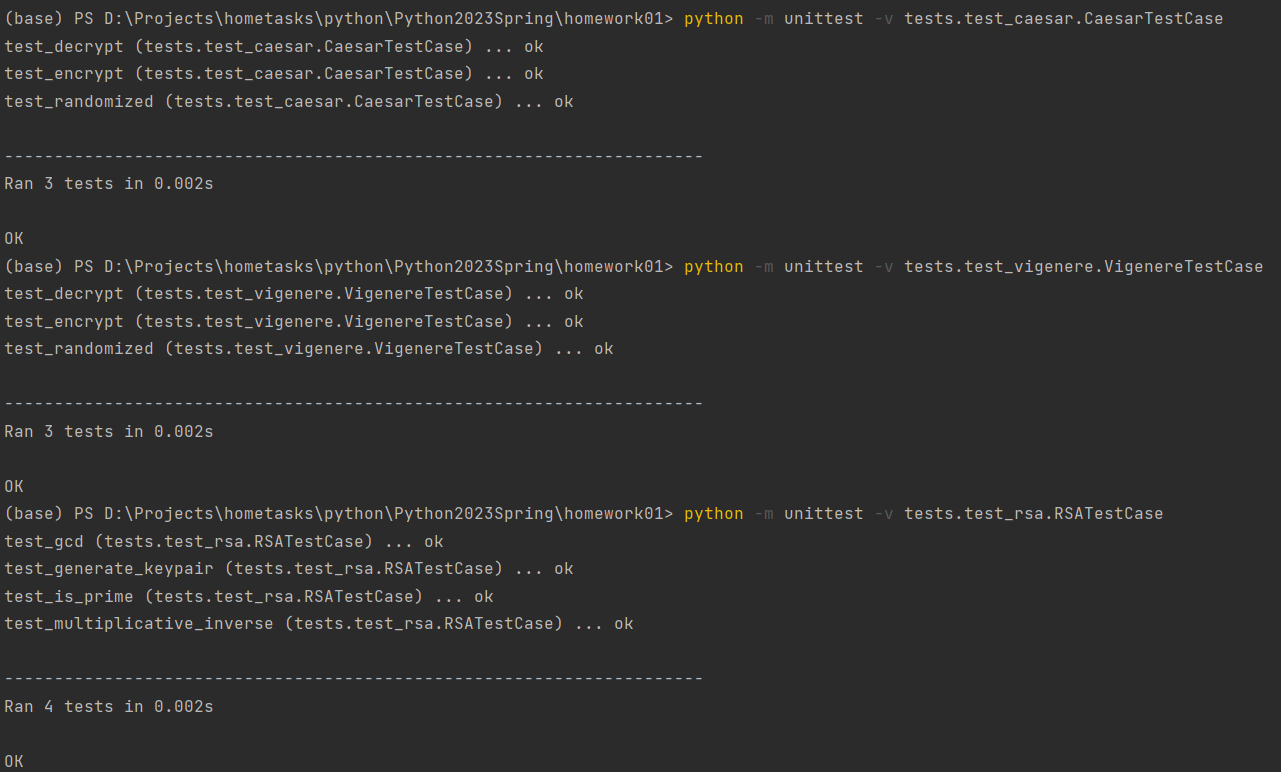 (base) PS D:\Projects\hometasks\python\Python2023Spring\homework01> python -m unittest -v tests.test_caesar.CaesarTestCase
test_decrypt (tests.test_caesar.CaesarTestCase) ... ok
test_encrypt (tests.test_caesar.CaesarTestCase) ... ok
test_randomized (tests.test_caesar.CaesarTestCase) ... ok
----------------------------------------------------------------------
Ran 3 tests in 0.002s
OK
(base) PS D:\Projects\hometasks\python\Python2023Spring\homework01> python -m unittest -v tests.test_vigenere.VigenereTestCase
test_decrypt (tests.test_vigenere.VigenereTestCase) ... ok
test_encrypt (tests.test_vigenere.VigenereTestCase) ... ok
test_randomized (tests.test_vigenere.VigenereTestCase) ... ok
----------------------------------------------------------------------
Ran 3 tests in 0.002s
OK
(base) PS D:\Projects\hometasks\python\Python2023Spring\homework01> python -m unittest -v tests.test_rsa.RSATestCase
test_gcd (tests.test_rsa.RSATestCase) ... ok
test_generate_keypair (tests.test_rsa.RSATestCase) ... ok
test_is_prime (tests.test_rsa.RSATestCase) ... ok
test_multiplicative_inverse (tests.test_rsa.RSATestCase) ... ok
----------------------------------------------------------------------
Ran 4 tests in 0.002s
OK